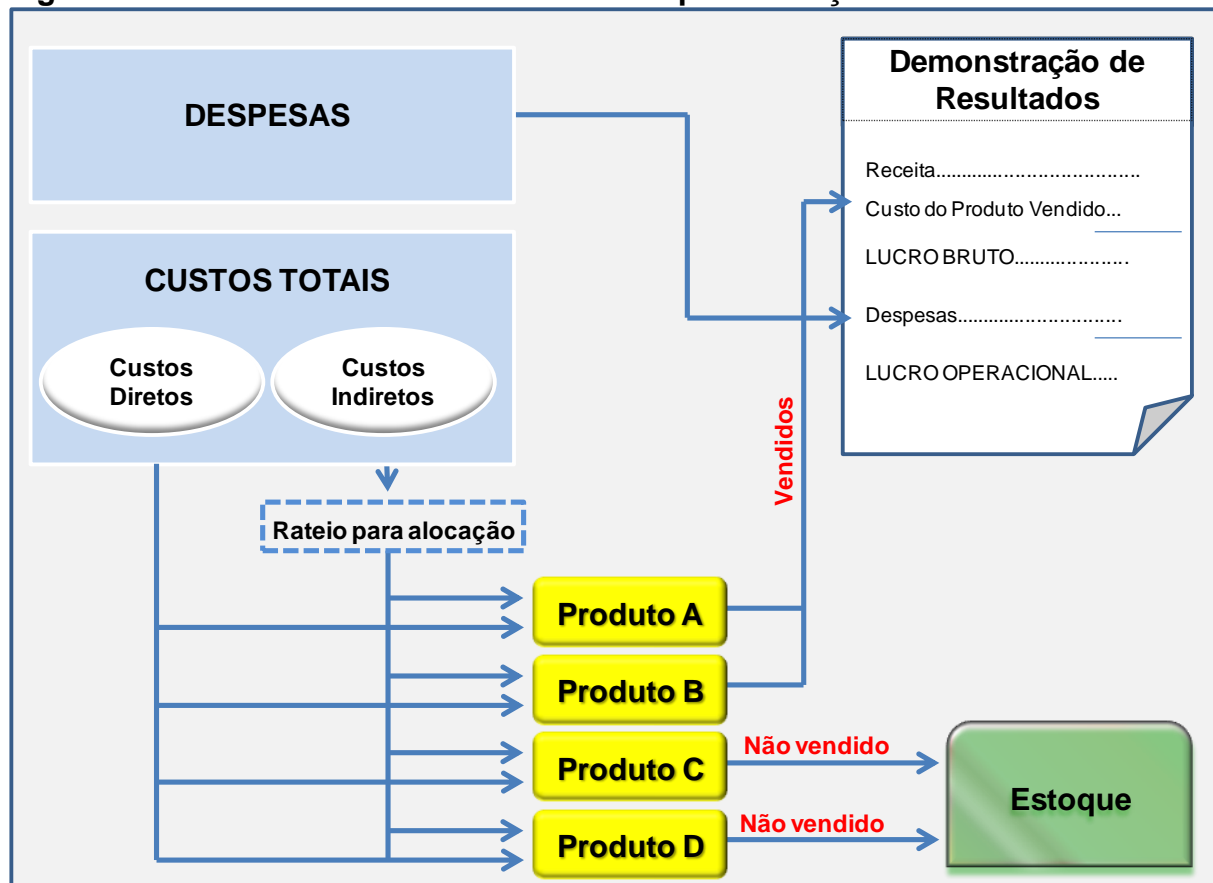 DESPESAS
CUSTOS TOTAIS
Custos
Diretos
Custos
Indiretos
Rateio para alocação
Produto A
Produto B
Produto C
Produto D
Vendidos
Não vendido
Não vendido
Estoque
Demonstração de
Resultados
Receita.......................................
Custo do Produto Vendido...
LUCRO BRUTO......................
Despesas...............................
LUCRO OPERACIONAL.....